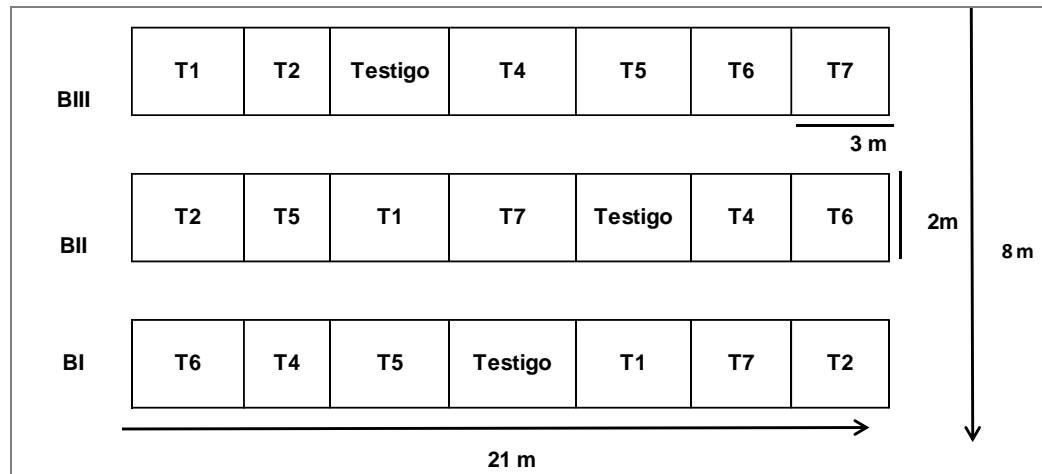 T1 T2 Testigo T4 T5 T6 T7
BIII
3 m
T2 T5 T1 T7 Testigo T4 T6
2m
BII
8 m
T6 T4 T5 Testigo T1 T7 T2
BI
21 m